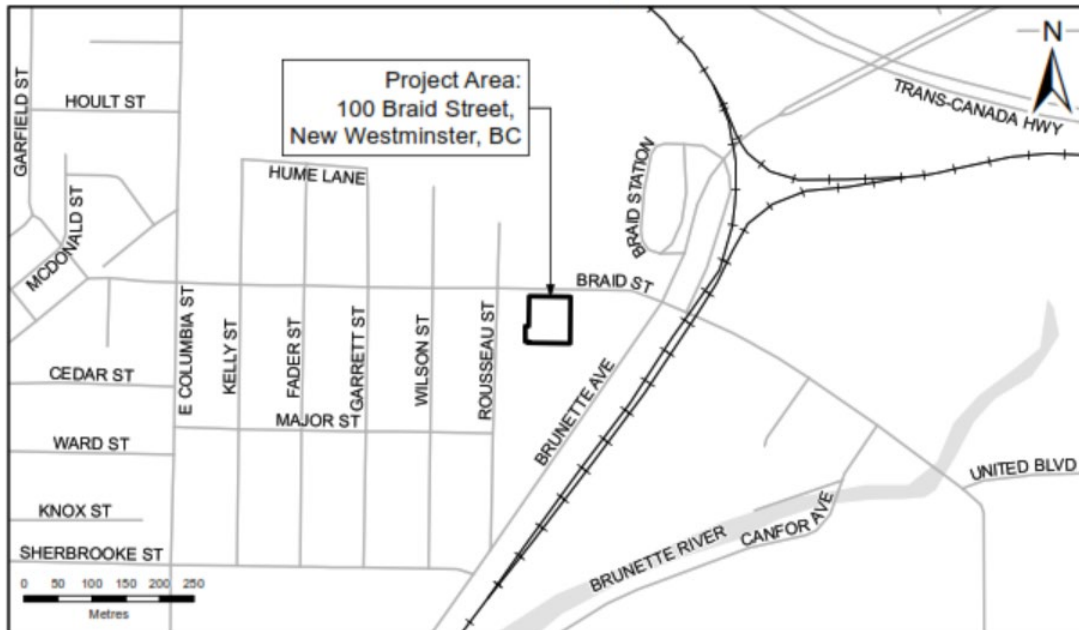 Project Area:
100 Braid Street,
New Westminster, BC
N
TRANS-CANADA HWY
GARFIELD ST
HOULT ST
HUME LANE
BRAID STATION
MCDONALD ST
BRAID ST
E COLUMBIA ST
KELLY ST
FADER ST
GARRETT ST
WILSON ST
ROUSSEAU ST
CEDAR ST
BRUNETTE AVE
MAJOR ST
WARD ST
UNITED BLVD
KNOX ST
CANFOR AVE
BRUNETTE RIVER
SHERBROOKE ST
0 50 100 150 200 250
Metres